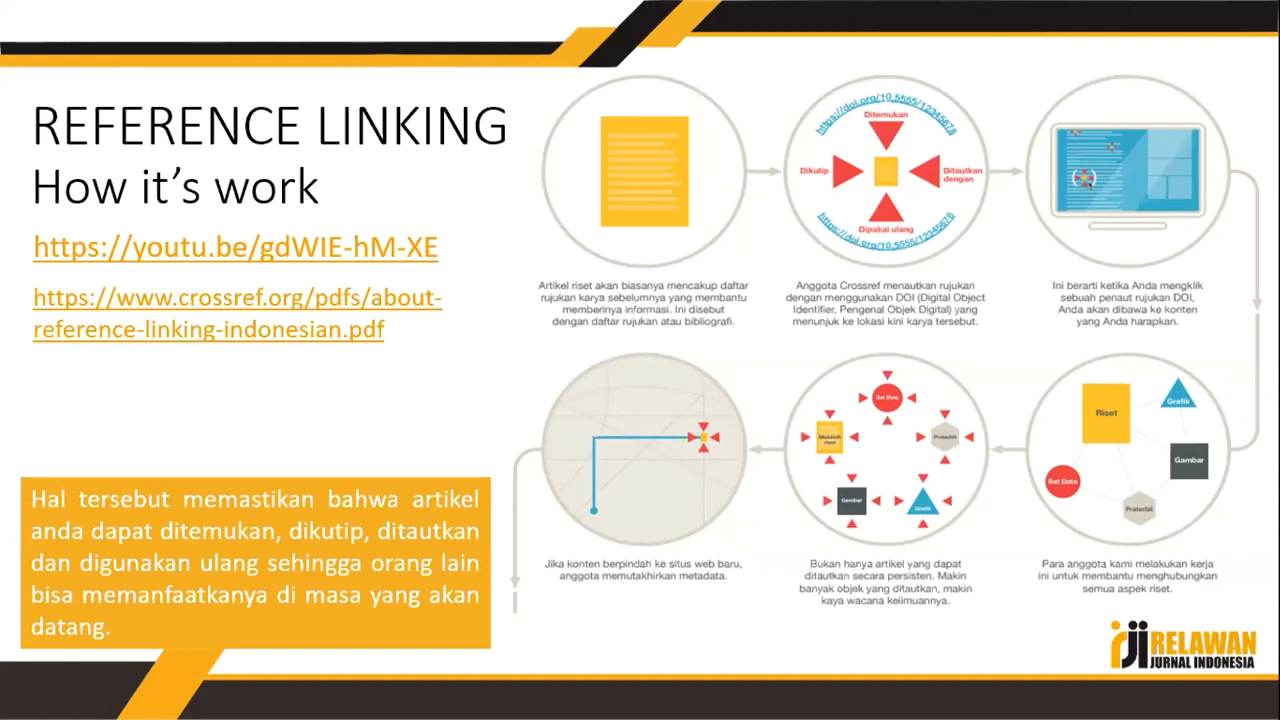 REFERENCE LINKING
How it’s work
https://youtu.be/gdWIE-hM-XE
https://www.crossref.org/pdfs/about-
reference-linking-indonesian.pdf
Hal tersebut memastikan bahwa artikel
anda dapat ditemukan, dikutip, ditautkan
dan digunakan ulang sehingga orang lain
bisa memanfaatkanya di masa yang akan
datang.
Artikel riset akan biasanya mencakup daftar
rujukan karya sebelumnya yang membantu
memberinya informasi. Ini disebut
dengan daftar rujukan atau bibliografi.
https://doi.org/10.5555/12345678
Ditemukan
Dikutip
Ditautkan
dengan
Dipakai ulang
https://doi.org/10.5555/12345678
Anggota Crossref menautkan rujukan
dengan menggunakan DOI (Digital Object
Identifier, Pengenal Objek Digital) yang
menunjuk ke lokasi kini karya tersebut.
Ini berarti ketika Anda mengklik
sebuah penaut rujukan DOI,
Anda akan dibawa ke konten
yang Anda harapkan.
Riset
Grafik
Gambar
Set Data
Praterbit
Para anggota kami melakukan kerja
ini untuk membantu menghubungkan
semua aspek riset.
Set Data
Makalah
riset
Praterbit
Gambar
Grafik
Bukan hanya artikel yang dapat
ditautkan secara persisten. Makin
banyak objek yang ditautkan, makin
kaya wacana keilmuannya.
Jika konten berpindah ke situs web baru,
anggota memutakhirkan metadata.
rji RELAWAN
JURNAL INDONESIA